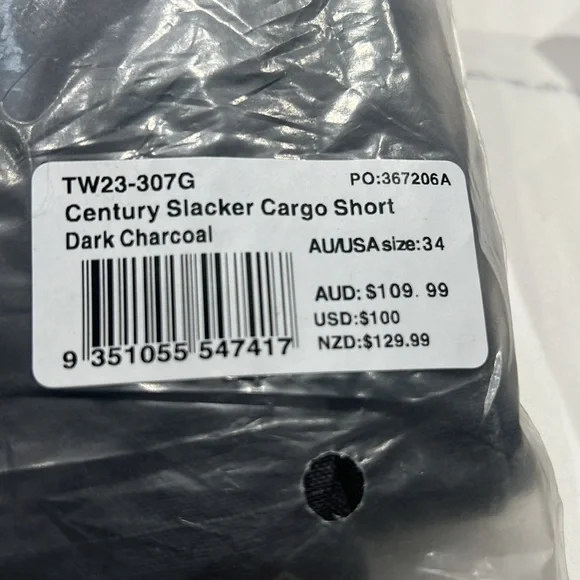 TW23-307G PO:367206A
Century Slacker Cargo Short
Dark Charcoal
AU/USA size:34
AUD: $109. 99
USD:$100
NZD:$129.99
9 351055 547417